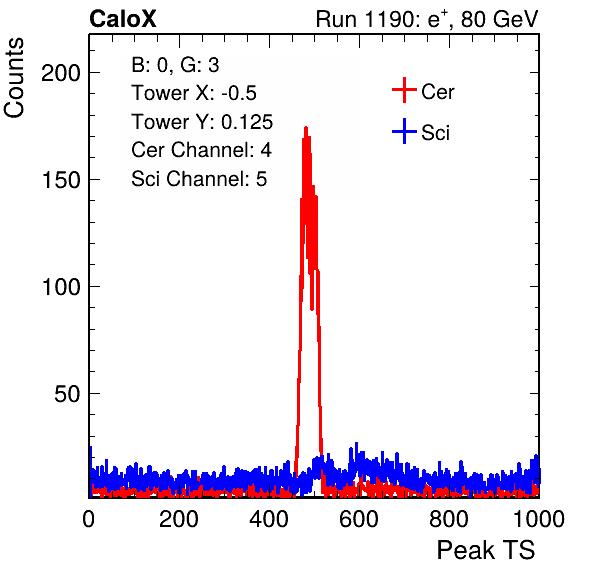 CaloX Run 1190: e+, 80 GeV
Counts
B: 0, G: 3
Tower X: -0.5
Tower Y: 0.125
Cer Channel: 4
Sci Channel: 5
Cer
Sci
200
150
100
50
0 200 400 600 800 1000
Peak TS